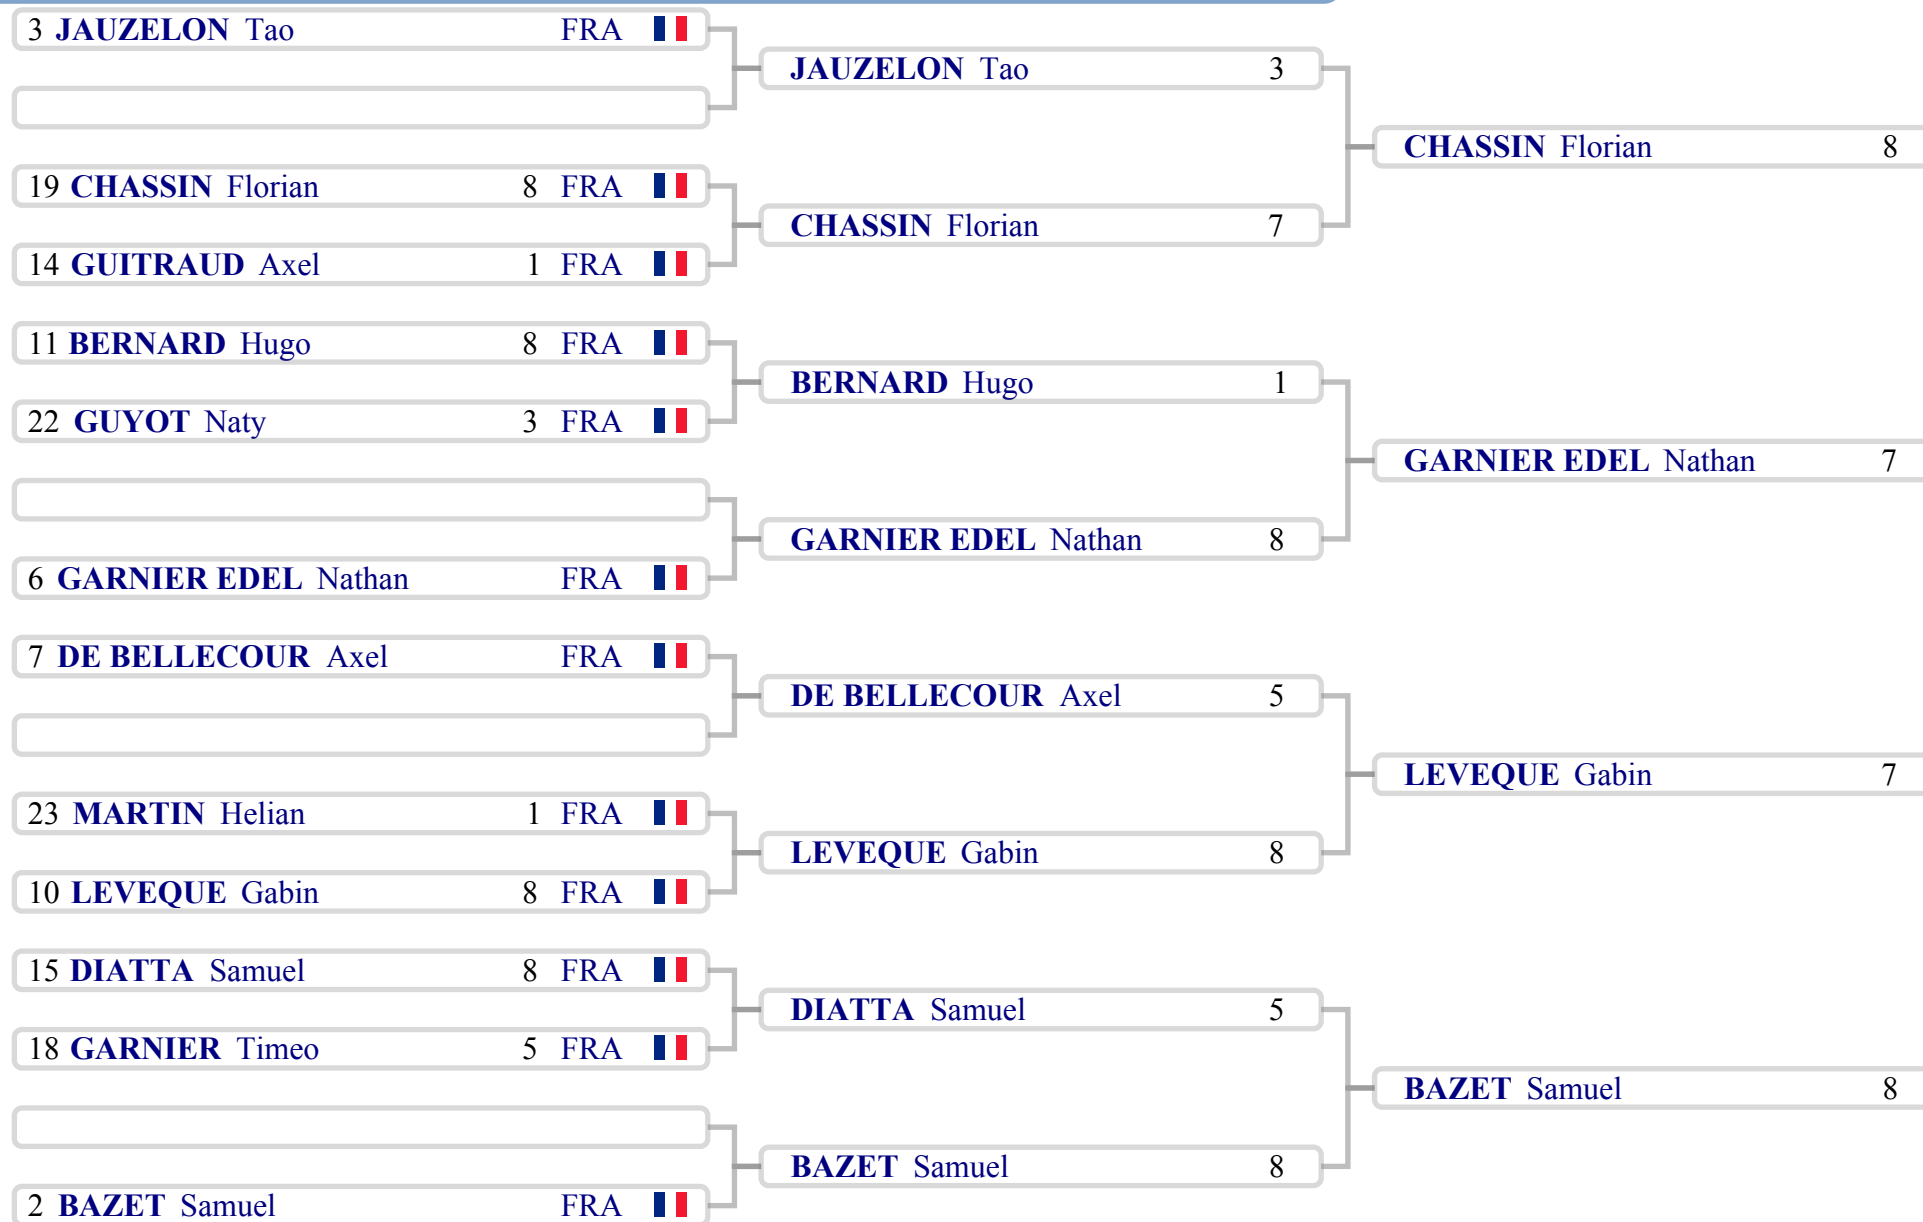 3 JAUZELON Tao FRA
JAUZELON Tao 3
CHASSIN Florian 8
19 CHASSIN Florian 8 FRA
CHASSIN Florian 7
14 GUITRAUD Axel 1 FRA
11 BERNARD Hugo 8 FRA
BERNARD Hugo 1
22 GUYOT Naty 3 FRA
GARNIER EDEL Nathan 7
GARNIER EDEL Nathan 8
6 GARNIER EDEL Nathan FRA
7 DE BELLECOUR Axel FRA
DE BELLECOUR Axel 5
LEVEQUE Gabin 7
23 MARTIN Helian 1 FRA
LEVEQUE Gabin 8
10 LEVEQUE Gabin 8 FRA
15 DIATTA Samuel 8 FRA
DIATTA Samuel 5
18 GARNIER Timeo 5 FRA
BAZET Samuel 8
BAZET Samuel 8
2 BAZET Samuel FRA